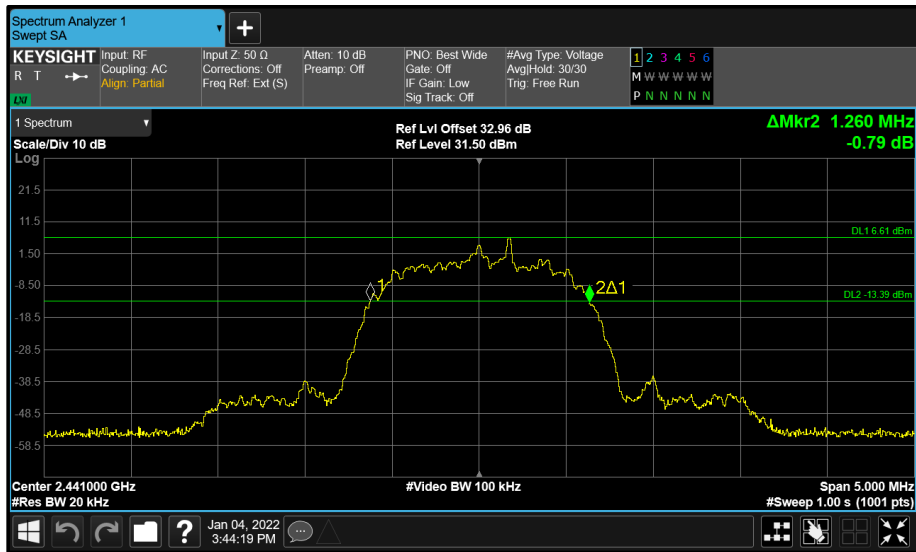 Spectrum Analyzer 1
Swept SA
KEYSIGHT
R T
LXI
Input: RF
Coupling: AC
Align: Partial
Input Z: 50 Ω
Corrections: Off
Freq Ref: Ext (S)
Atten: 10 dB
Preamp: Off
PNO: Best Wide
Gate: Off
IF Gain: Low
Sig Track: Off
#Avg Type: Voltage
Avg|Hold: 30/30
Trig: Free Run
1 2 3 4 5 6
M W W W W W
P N N N N N
1 Spectrum
Scale/Div 10 dB
Ref Lvl Offset 32.96 dB
Ref Level 31.50 dBm
ΔMkr2 1.260 MHz
-0.79 dB
Log
21.5
11.5
DL1 6.61 dBm
1.50
-8.50
1
2Δ1
DL2 -13.39 dBm
-18.5
-28.5
-38.5
-48.5
-58.5
Center 2.441000 GHz
#Video BW 100 kHz
Span 5.000 MHz
#Res BW 20 kHz
#Sweep 1.00 s (1001 pts)
?
Jan 04, 2022
3:44:19 PM